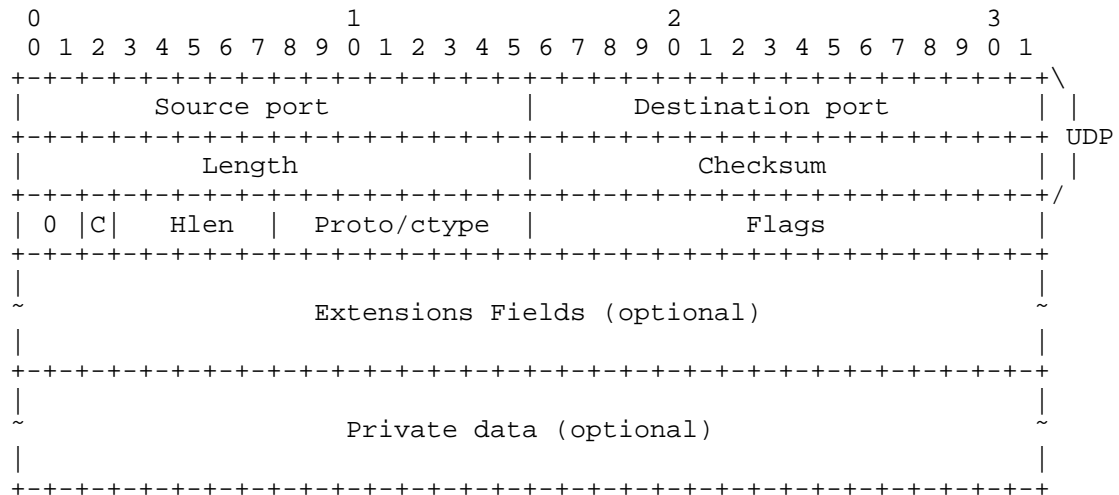 0                   1                   2                   3
 0 1 2 3 4 5 6 7 8 9 0 1 2 3 4 5 6 7 8 9 0 1 2 3 4 5 6 7 8 9 0 1
+-+-+-+-+-+-+-+-+-+-+-+-+-+-+-+-+-+-+-+-+-+-+-+-+-+-+-+-+-+-+-+-+\
|        Source port            |      Destination port         | |
+-+-+-+-+-+-+-+-+-+-+-+-+-+-+-+-+-+-+-+-+-+-+-+-+-+-+-+-+-+-+-+-+ UDP
|           Length              |          Checksum             | |
+-+-+-+-+-+-+-+-+-+-+-+-+-+-+-+-+-+-+-+-+-+-+-+-+-+-+-+-+-+-+-+-+/
| 0 |C|   Hlen  |  Proto/ctype  |             Flags             |
+-+-+-+-+-+-+-+-+-+-+-+-+-+-+-+-+-+-+-+-+-+-+-+-+-+-+-+-+-+-+-+-+
|                                                               |
~                  Extensions Fields (optional)                 ~
|                                                               |
+-+-+-+-+-+-+-+-+-+-+-+-+-+-+-+-+-+-+-+-+-+-+-+-+-+-+-+-+-+-+-+-+
|                                                               |
~                    Private data (optional)                    ~
|                                                               |
+-+-+-+-+-+-+-+-+-+-+-+-+-+-+-+-+-+-+-+-+-+-+-+-+-+-+-+-+-+-+-+-+